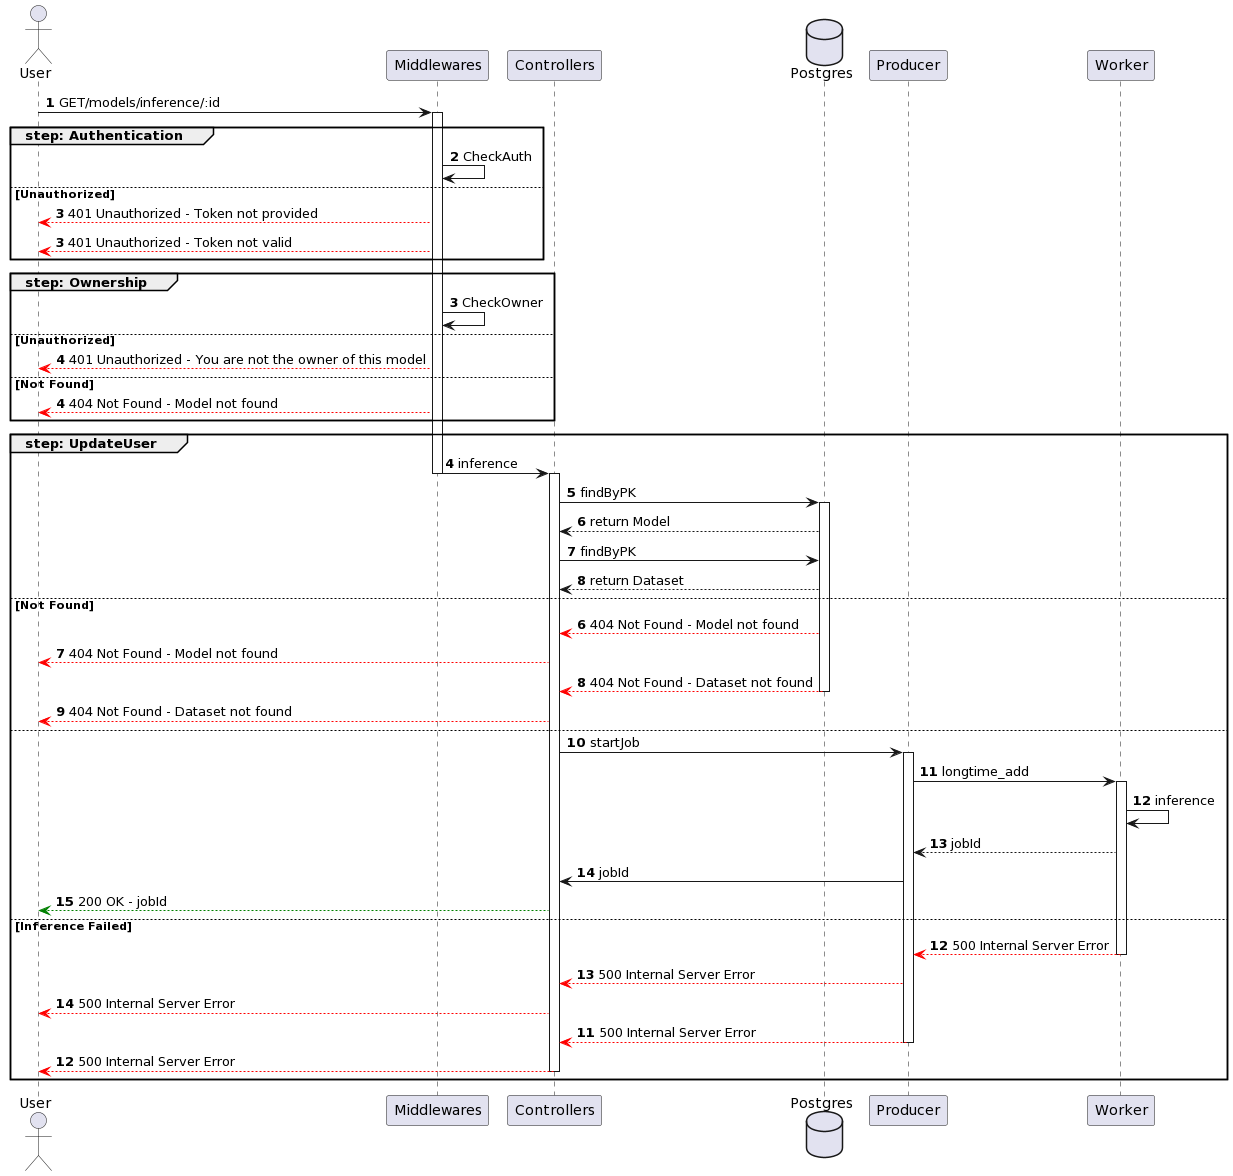 User
Middlewares
Controllers
Postgres
Producer
Worker
1 GET/models/inference/:id
step: Authentication
2 CheckAuth
[Unauthorized]
3 401 Unauthorized - Token not provided
3 401 Unauthorized - Token not valid
step: Ownership
3 CheckOwner
[Unauthorized]
4 401 Unauthorized - You are not the owner of this model
[Not Found]
4 404 Not Found - Model not found
step: UpdateUser
4 inference
5 findByPK
6 return Model
7 findByPK
8 return Dataset
[Not Found]
6 404 Not Found - Model not found
7 404 Not Found - Model not found
8 404 Not Found - Dataset not found
9 404 Not Found - Dataset not found
10 startJob
11 longtime_add
12 inference
13 jobId
14 jobId
15 200 OK - jobId
[Inference Failed]
12 500 Internal Server Error
13 500 Internal Server Error
14 500 Internal Server Error
11 500 Internal Server Error
12 500 Internal Server Error
User
Middlewares
Controllers
Postgres
Producer
Worker